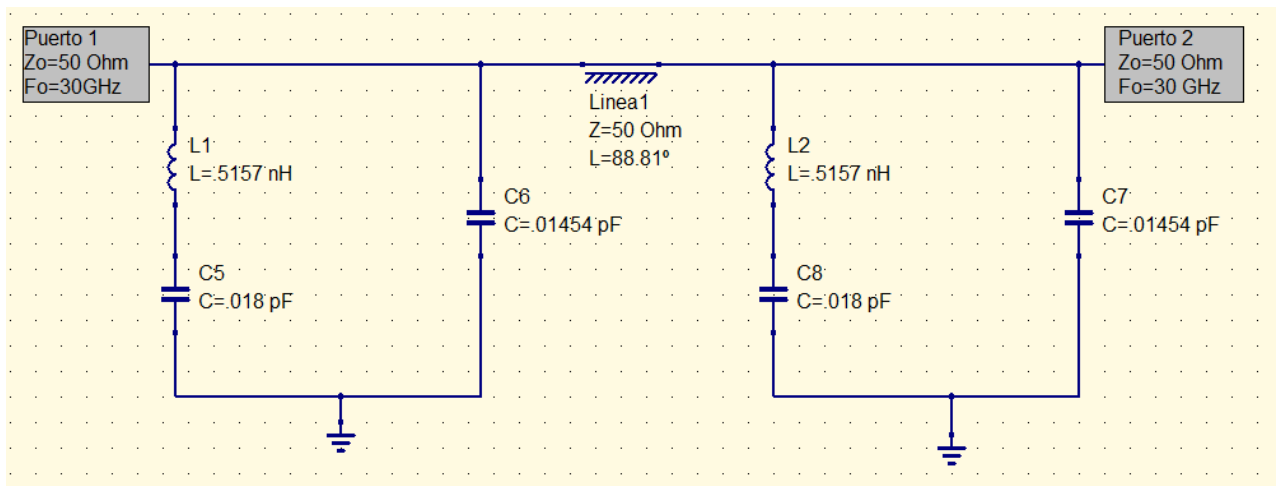 Puerto 1
Zo=50 Ohm
Fo=30GHz
Puerto 2
Zo=50 Ohm
Fo=30 GHz
Linea1
Z=50 Ohm
L=88.81º
L1
L=.5157 nH
L2
L=.5157 nH
C6
C=.01454 pF
C7
C=.01454 pF
C5
C=.018 pF
C8
C=.018 pF